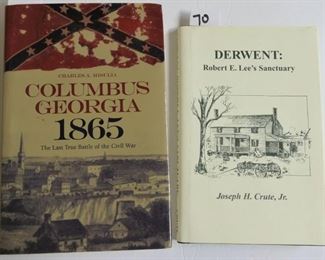 CHARLES A. MISULIA
COLUMBUS
GEORGIA
1865
The Last True Battle of the Civil War
70
DERWENT:
Robert E. Lee's Sanctuary
Joseph H. Crute, Jr.